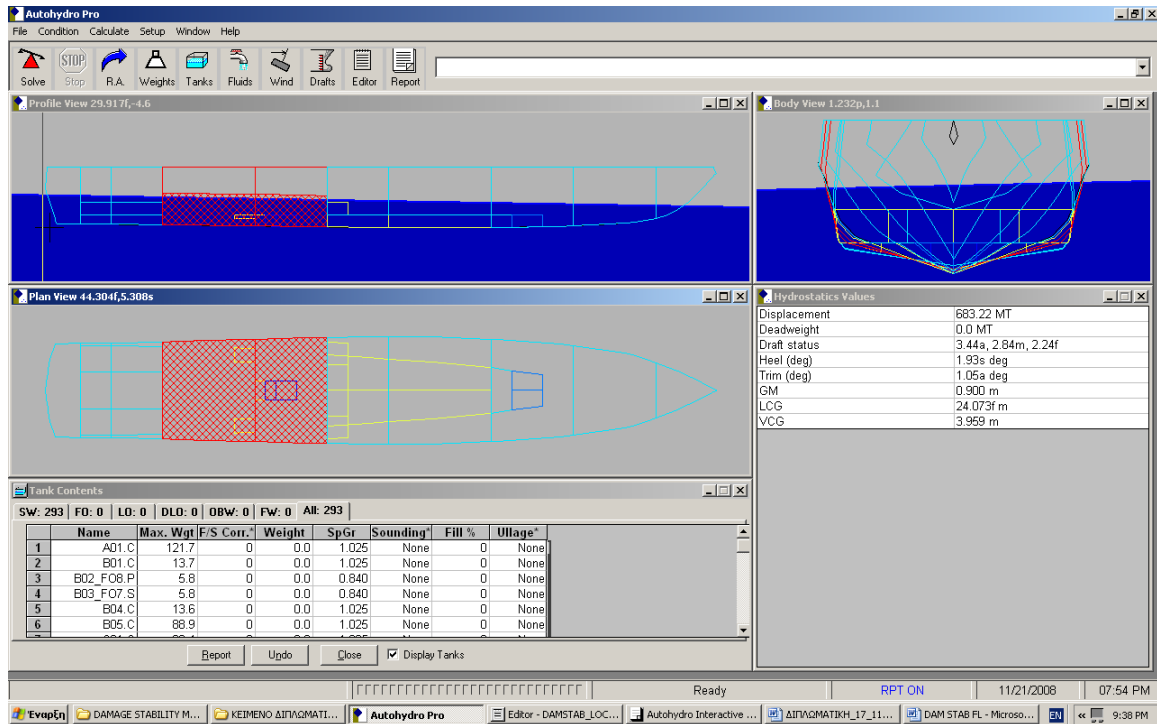 Autohydro Pro
File Condition Calculate Setup Window Help
STOP
Solve Stop R.A. Weights Tanks Fluids Wind Drafts Editor Report
Profile View 29.917f,-4.6
Body View 1.232p,1.1
Plan View 44.304f,5.308s
Hydrostatics Values
Displacement 683.22 MT
Deadweight 0.0 MT
Draft status 3.44a, 2.84m, 2.24f
Heel (deg) 1.93s deg
Trim (deg) 1.05a deg
GM 0.900 m
LCG 24.073f m
VCG 3.959 m
Tank Contents
SW: 293 FO: 0 LO: 0 DLO: 0 OBW: 0 FW: 0 All: 293
Name Max. Wgt F/S Corr.* Weight SpGr Sounding* Fill % Ullage*
1 A01.C 121.7 0 0.0 1.025 None 0 None
2 B01.C 13.7 0 0.0 1.025 None 0 None
3 B02_FO8.P 5.8 0 0.0 0.840 None 0 None
4 B03_FO7.S 5.8 0 0.0 0.840 None 0 None
5 B04.C 13.6 0 0.0 1.025 None 0 None
6 B05.C 88.9 0 0.0 1.025 None 0 None
Report Undo Close Display Tanks
Ready RPT ON 11/21/2008 07:54 PM
Έναρξη DAMAGE STABILITY M... ΚΕΙΜΕΝΟ ΔΙΠΛΩΜΑΤΙ... Autohydro Pro Editor - DAMSTAB_LOC... Autohydro Interactive ... ΔΙΠΛΩΜΑΤΙΚΗ_17_11... DAM STAB FL - Microso... EN « 9:38 PM